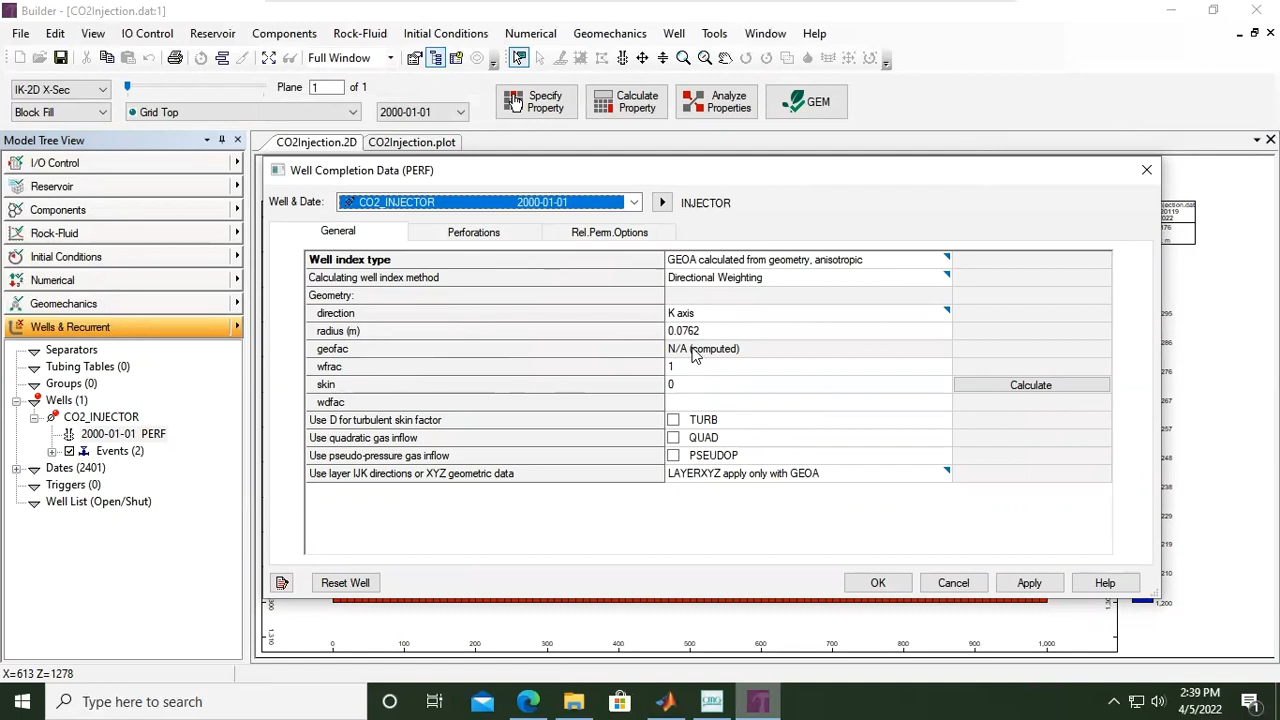 Builder - [CO2Injection.dat:1]
File Edit View IO Control Reservoir Components Rock-Fluid Initial Conditions Numerical Geomechanics Well Tools Window Help
Full Window
IK-2D X-Sec
Plane 1 of 1
Block Fill
Grid Top
2000-01-01
Specify Property
Calculate Property
Analyze Properties
GEM
Model Tree View
CO2Injection.2D CO2Injection.plot
I/O Control
Reservoir
Components
Rock-Fluid
Initial Conditions
Numerical
Geomechanics
Wells & Recurrent
Separators
Tubing Tables (0)
Groups (0)
Wells (1)
CO2_INJECTOR
2000-01-01 PERF
Events (2)
Dates (2401)
Triggers (0)
Well List (Open/Shut)
Well Completion Data (PERF)
Well & Date: CO2_INJECTOR 2000-01-01 INJECTOR
General Perforations Rel.Perm.Options
Well index type GEOA calculated from geometry, anisotropic
Calculating well index method Directional Weighting
Geometry:
direction K axis
radius (m) 0.0762
geofac N/A (computed)
wfrac 1
skin 0 Calculate
wdfac
Use D for turbulent skin factor TURB
Use quadratic gas inflow QUAD
Use pseudo-pressure gas inflow PSEUDOP
Use layer IJK directions or XYZ geometric data LAYERXYZ apply only with GEOA
Reset Well OK Cancel Apply Help
295
238
229
219
210
1,200
1,310
0 100 200 300 400 500 600 700 800 900 1,000
X=613 Z=1278
Type here to search
2:39 PM
4/5/2022